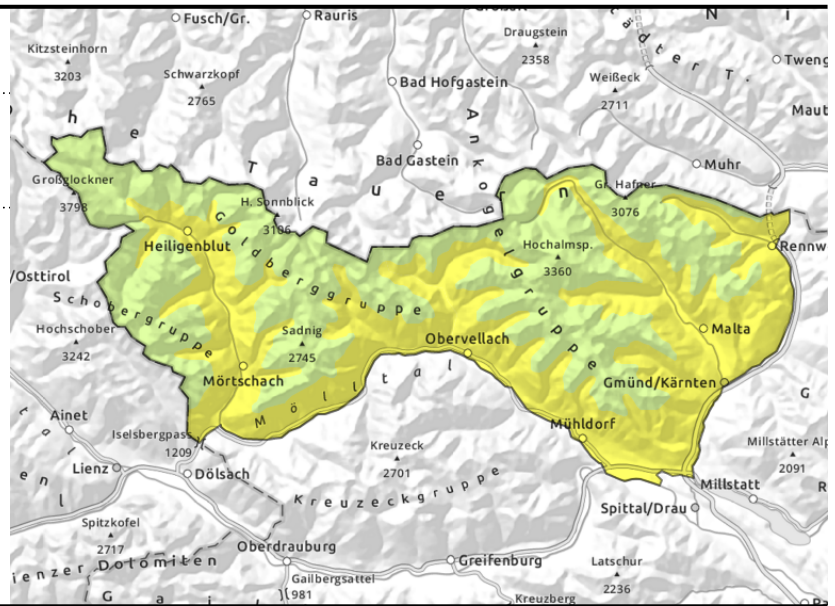 Fusch/Gr.
Rauris
Kitzsteinhorn
3203
Schwarzkopf
2765
Draugstein
2358
Weißeck
2711
Tweng
Bad Hofgastein
Bad Gastein
Muhr
Maut
N i
h e T a u e r n
Ankogelgruppe
Großglockner
3798
H. Sonnblick
3106
Gr. Hafner
3076
Heiligenblut
Goldberggruppe
Hochalmsp.
3360
Rennw
/Osttirol
Schobergruppe
Hochschober
3242
Sadnig
2745
Obervellach
Malta
Mörtschach
Gmünd/Kärnten
Mölltal
Ainet
Iselsbergpass
1209
Mühldorf
Kreuzeck
2701
G
Millstätter Alp
2091
Lienz
Dölsach
Kreuzeckgruppe
Millstatt
R
Spittal/Drau
Spitzkofel
2717
Oberdrauburg
Greifenburg
Latschur
2236
ienzer Dolomiten
Gailbergsattel
981
Kreuzberg
G a i l